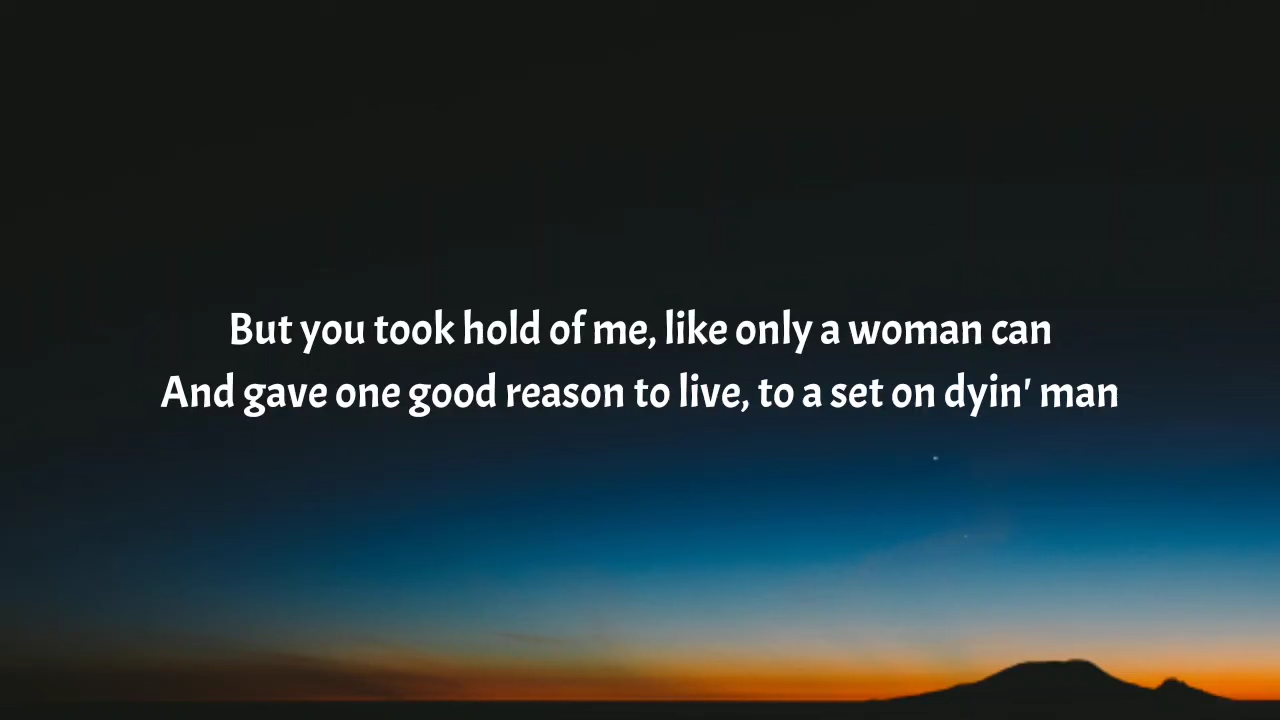 But you took hold of me, like only a woman can
And gave one good reason to live, to a set on dyin' man